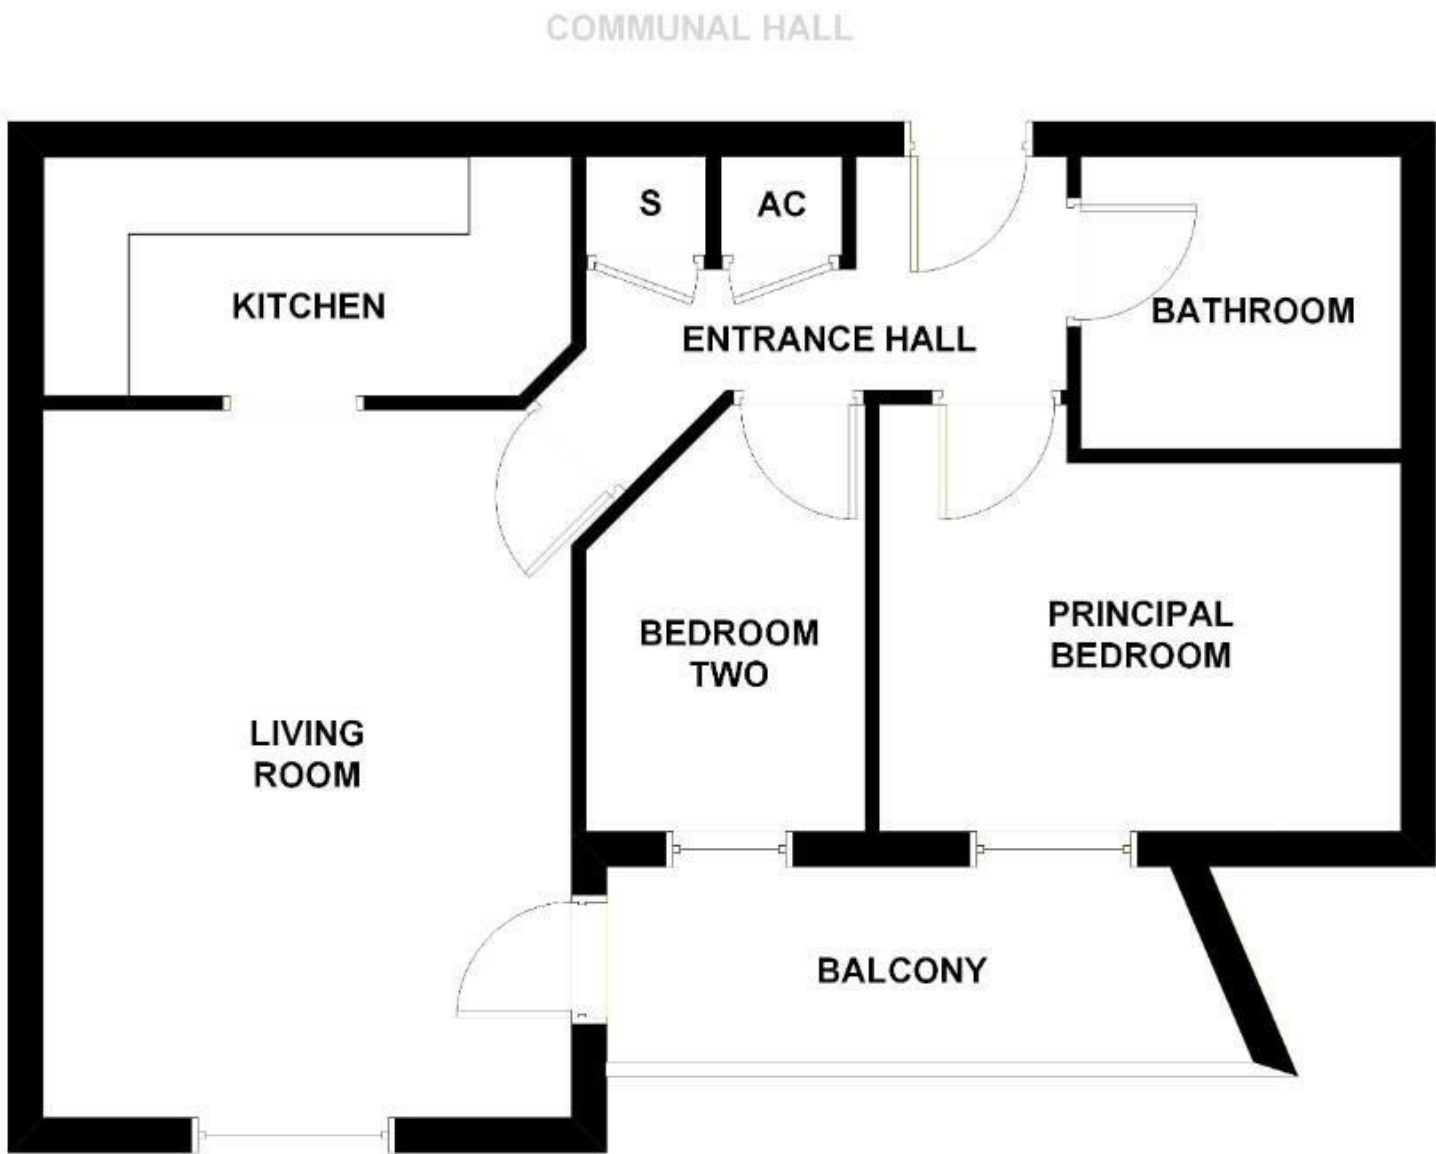 COMMUNAL HALL
S
AC
KITCHEN
ENTRANCE HALL
BATHROOM
BEDROOM
TWO
PRINCIPAL
BEDROOM
LIVING
ROOM
BALCONY